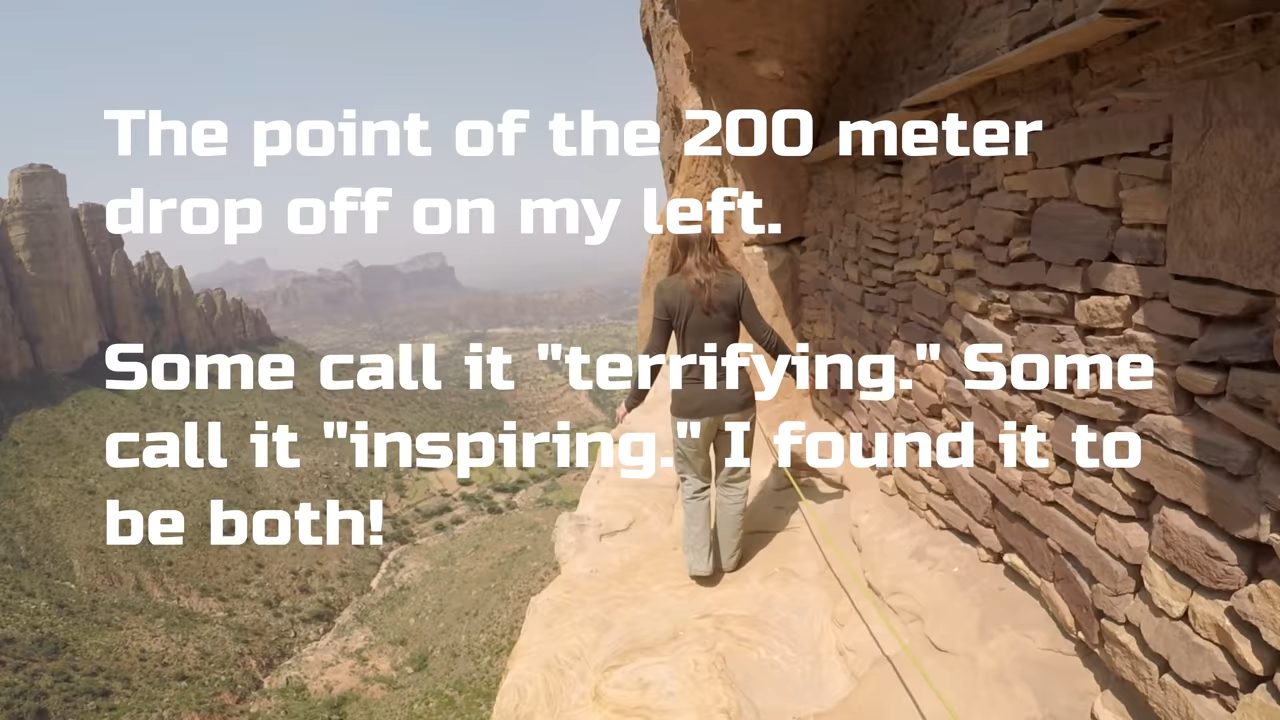 The point of the 200 meter
drop off on my left.
Some call it "terrifying." Some
call it "inspiring." I found it to
be both!